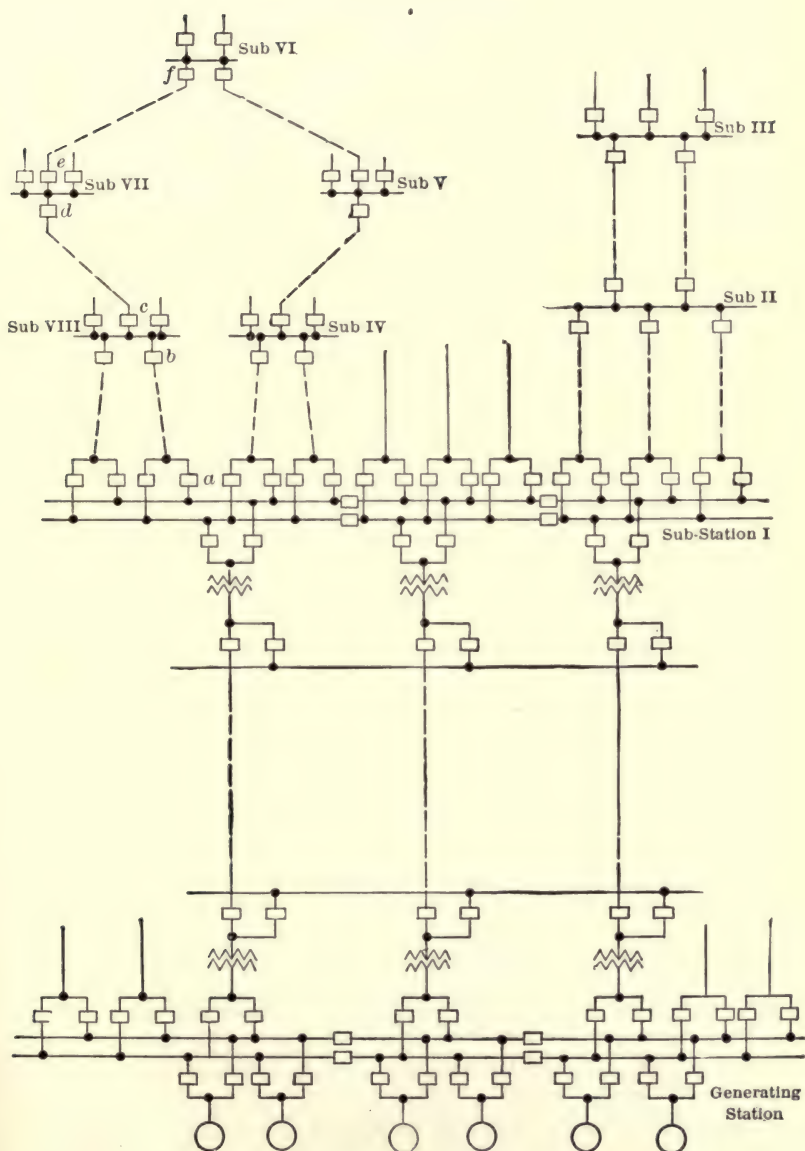 Sub VI
f
Sub III
e
Sub VII
Sub V
d
c
Sub II
Sub VIII
Sub IV
b
a
Sub-Station I
Generating
Station